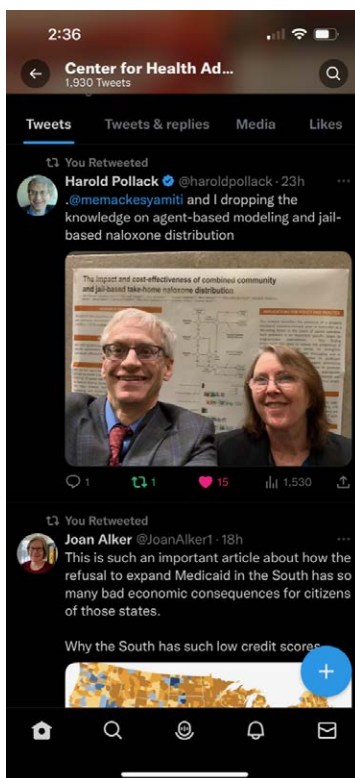 2:36
Center for Health Ad...
1,930 Tweets
Tweets Tweets & replies Media Likes
You Retweeted
Harold Pollack @haroldpollack · 23h ...
.@memackesyamiti and I dropping the
knowledge on agent-based modeling and jail-
based naloxone distribution
The impact and cost-effectiveness of combined community
and jail-based take-home naloxone distribution
1 1 15 1,530
You Retweeted
Joan Alker @JoanAlker1 · 18h ...
This is such an important article about how the
refusal to expand Medicaid in the South has so
many bad economic consequences for citizens
of those states.
Why the South has such low credit scores